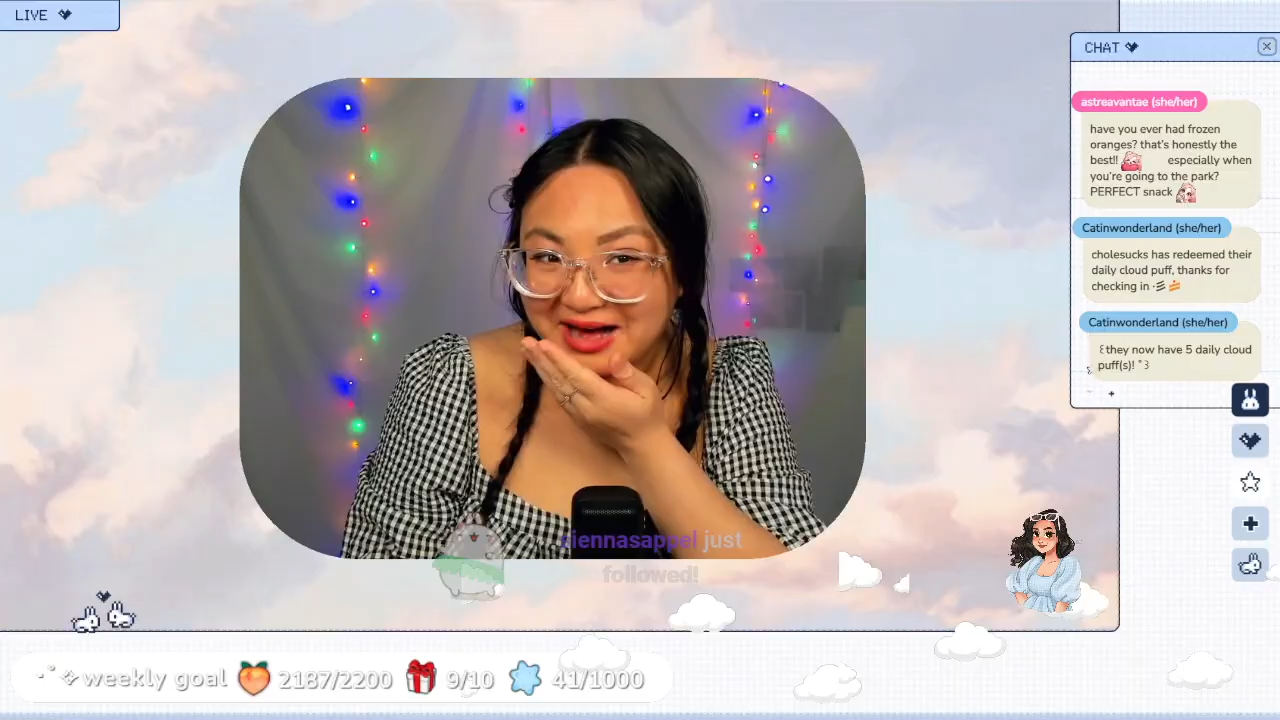 LIVE
CHAT
astreavantae (she/her)
have you ever had frozen
oranges? that's honestly the
best!! especially when
you're going to the park?
PERFECT snack
Catinwonderland (she/her)
cholesucks has redeemed their
daily cloud puff, thanks for
checking in
Catinwonderland (she/her)
they now have 5 daily cloud
puff(s)!
siennasappel just
followed!
weekly goal 2187/2200 9/10 41/1000